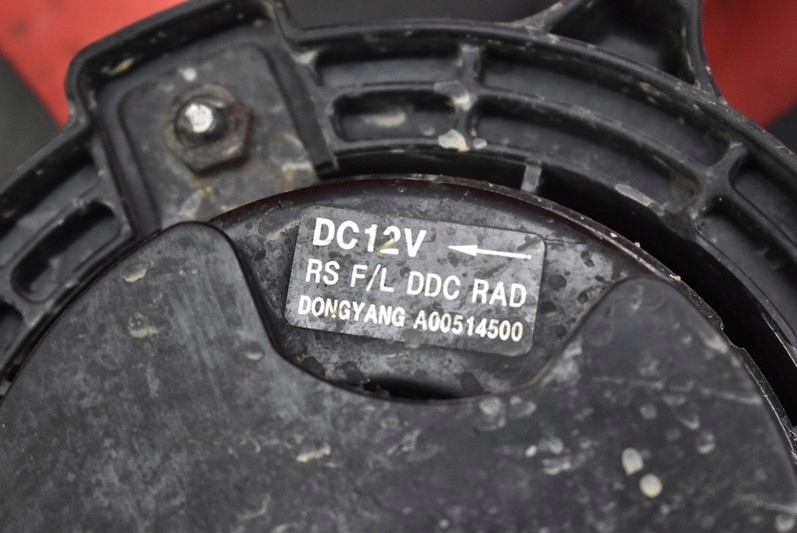 DC12V ←
RS F/L DDC RAD
DONGYANG A00514500